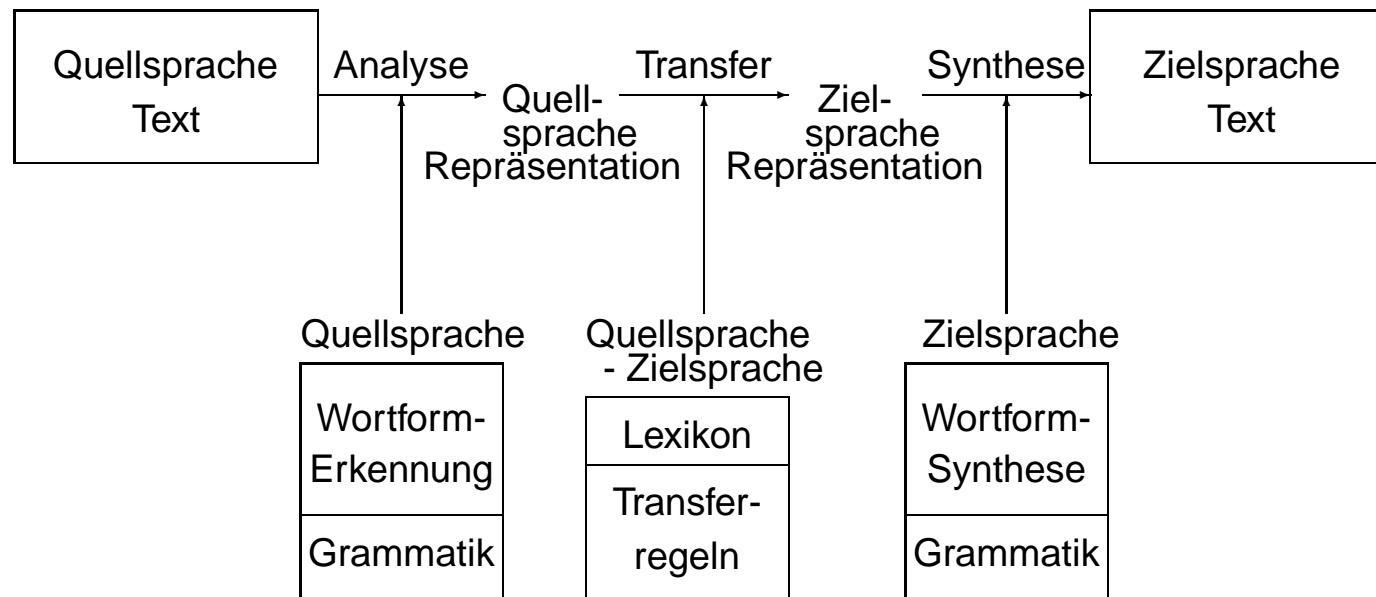 Quellsprache
Text
Analyse
Quell-
sprache
Repräsentation
Transfer
Ziel-
sprache
Repräsentation
Synthese
Zielsprache
Text
Quellsprache
Wortform-
Erkennung
Grammatik
Quellsprache
- Zielsprache
Lexikon
Transfer-
regeln
Zielsprache
Wortform-
Synthese
Grammatik